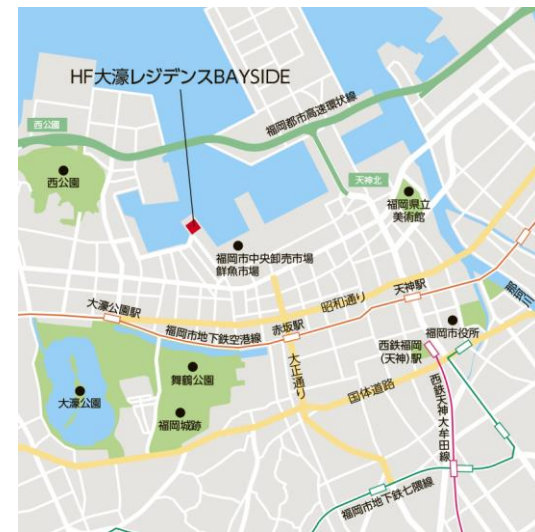 HF大濠レジデンスBAYSIDE
福岡都市高速環状線
西公園
西公園
天神北
福岡県立
美術館
福岡市中央卸売市場
鮮魚市場
那珂川
天神駅
昭和通り
大濠公園駅
赤坂駅
福岡市地下鉄空港線
福岡市役所
西鉄福岡
(天神)駅
大正通り
舞鶴公園
国体道路
大濠公園
福岡城跡
西鉄天神大牟田線
福岡市地下鉄七隈線